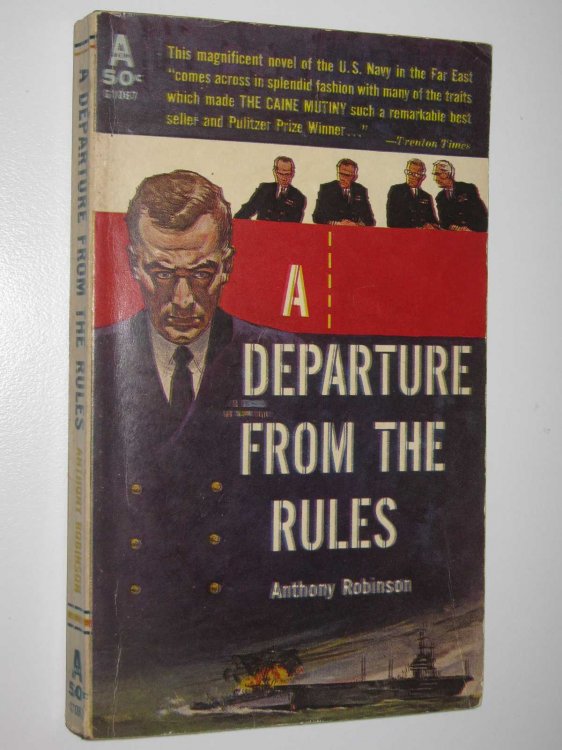 A
50¢
This magnificent novel of the U.S. Navy in the Far East
"comes across in splendid fashion with many of the traits
which made THE CAINE MUTINY such a remarkable best
seller and Pulitzer Prize Winner..."
—Trenton Times
A
DEPARTURE
FROM THE
RULES
Anthony Robinson
A DEPARTURE FROM THE RULES ANTHONY ROBINSON
A
50¢